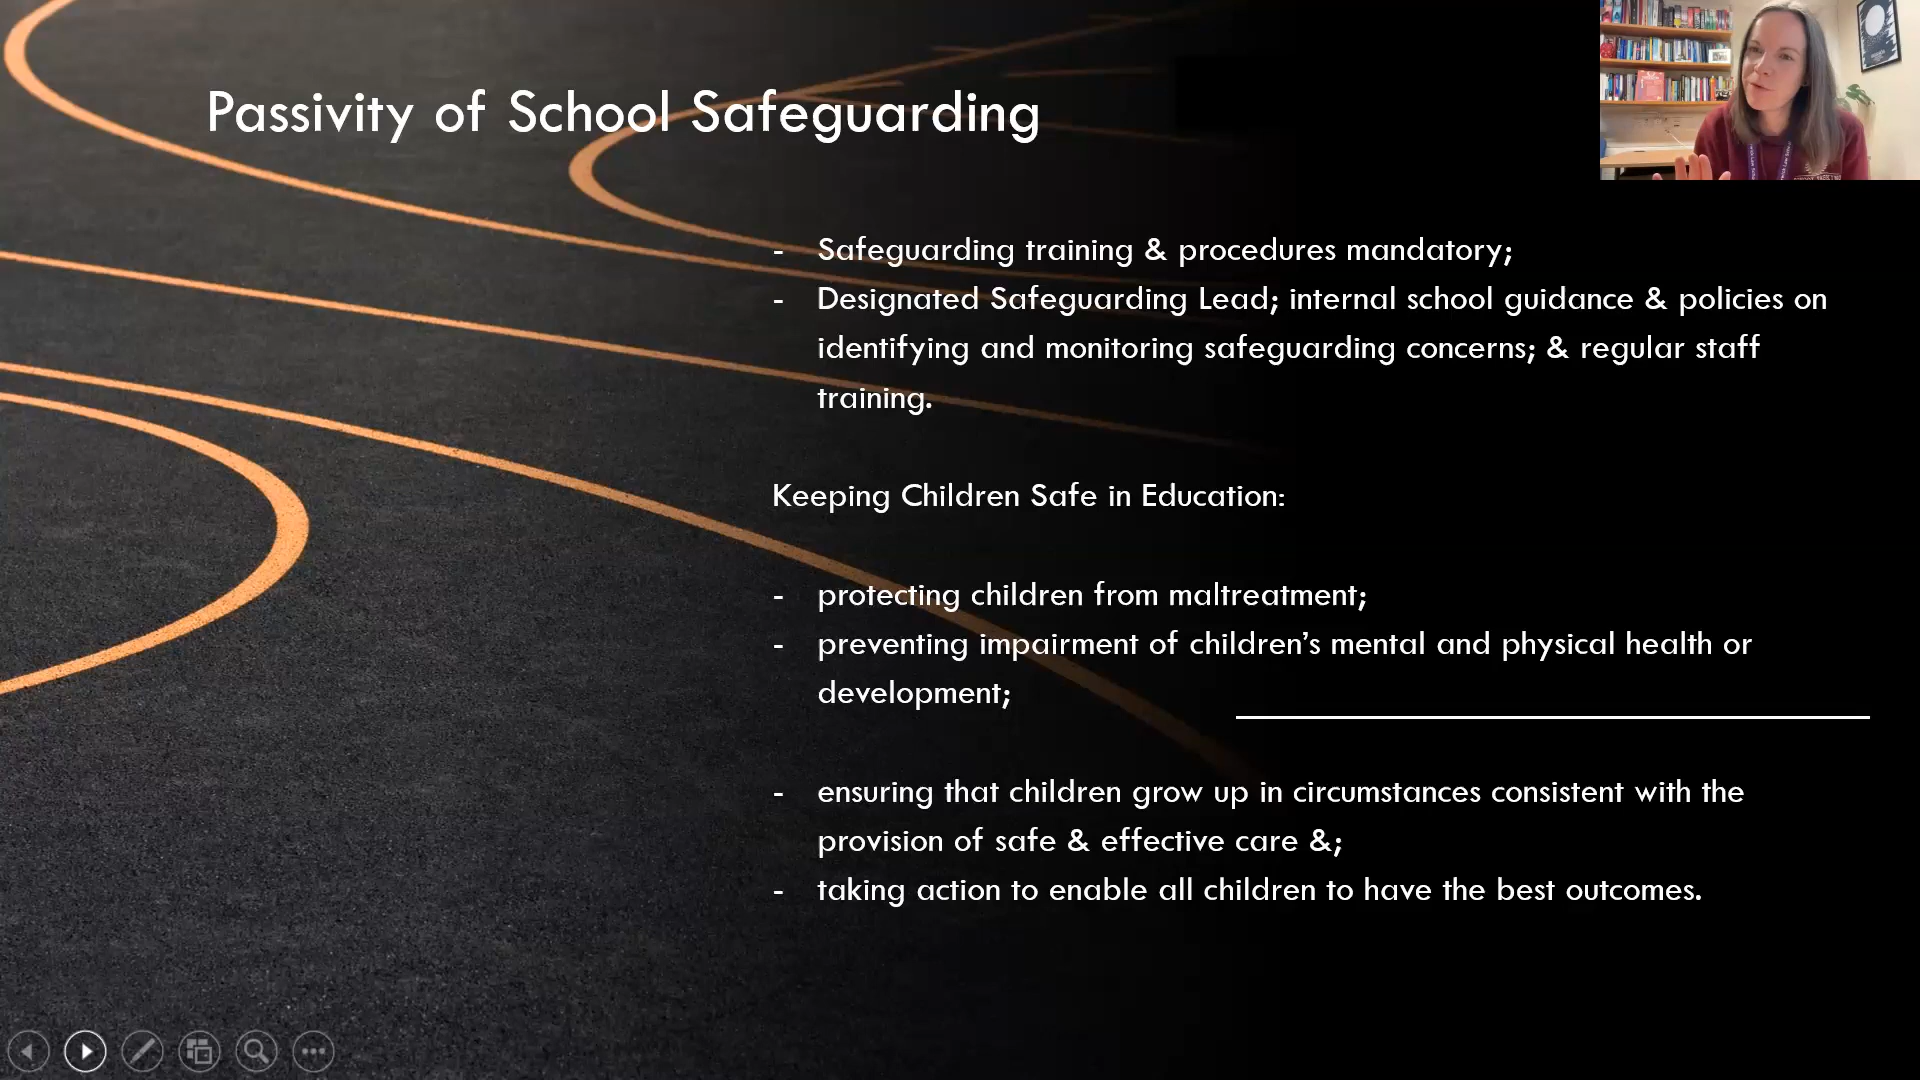 Passivity of School Safeguarding
- Safeguarding training & procedures mandatory;
- Designated Safeguarding Lead; internal school guidance & policies on
identifying and monitoring safeguarding concerns; & regular staff
training.
Keeping Children Safe in Education:
- protecting children from maltreatment;
- preventing impairment of children’s mental and physical health or
development;
- ensuring that children grow up in circumstances consistent with the
provision of safe & effective care &;
- taking action to enable all children to have the best outcomes.